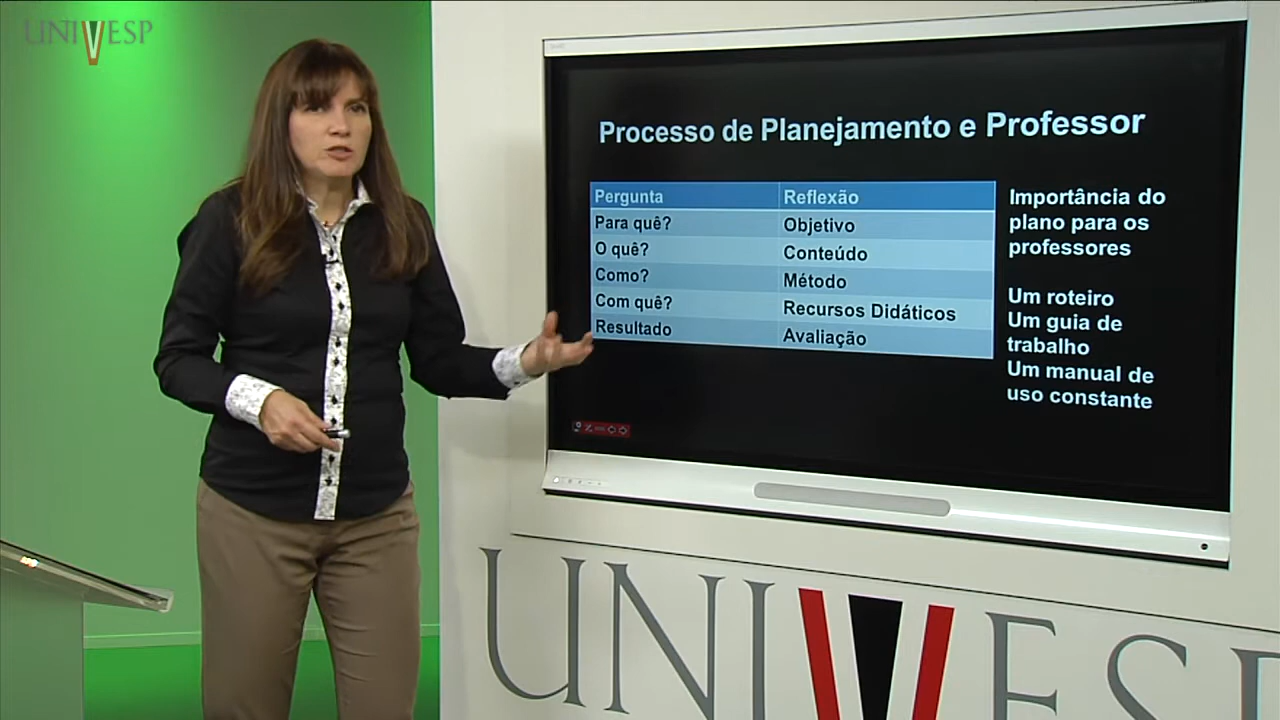 UNIVESP
Processo de Planejamento e Professor
Pergunta Reflexão
Para quê? Objetivo
O quê? Conteúdo
Como? Método
Com quê? Recursos Didáticos
Resultado Avaliação
Importância do
plano para os
professores
Um roteiro
Um guia de
trabalho
Um manual de
uso constante
UNIVESP